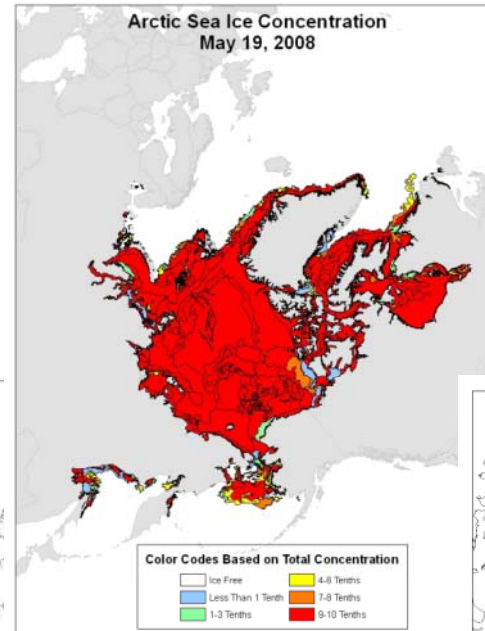 Arctic Sea Ice Concentration
May 19, 2008
Color Codes Based on Total Concentration
Ice Free
Less Than 1 Tenth
1-3 Tenths
4-6 Tenths
7-8 Tenths
9-10 Tenths